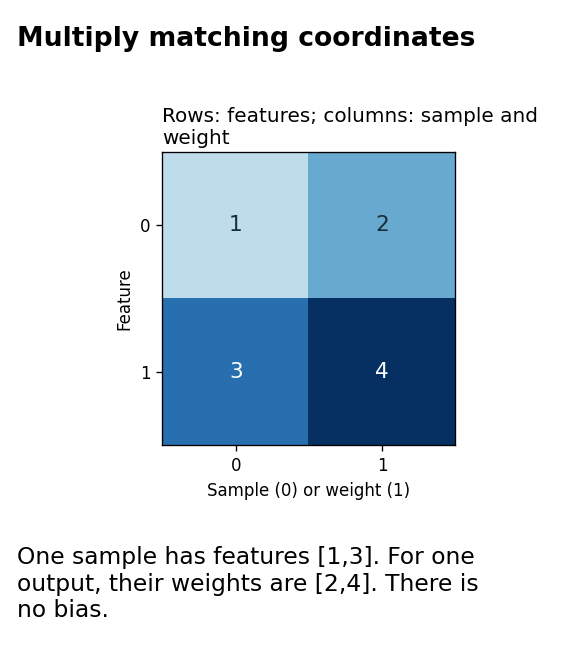 Multiply matching coordinates
Rows: features; columns: sample and
weight
0
1
2
Feature
1
3
4
0
1
Sample (0) or weight (1)
One sample has features [1,3]. For one
output, their weights are [2,4]. There is
no bias.